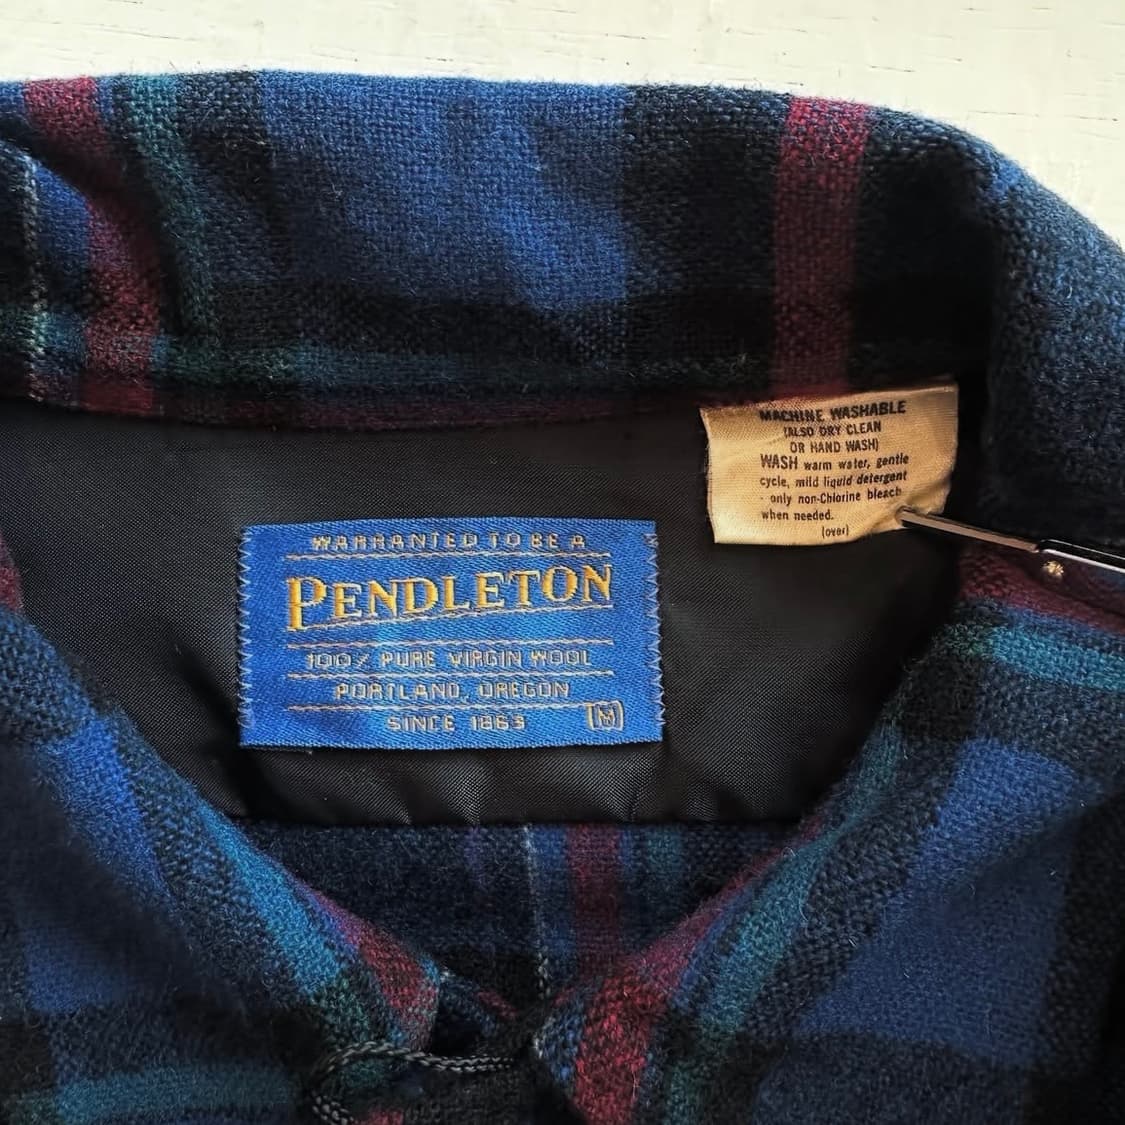 MACHINE WASHABLE
(ALSO DRY CLEAN
OR HAND WASH)
WASH warm water, gentle
cycle, mild liquid detergent
- only non-Chlorine bleach
when needed.
(over)
WARRANTED TO BE A
PENDLETON
100% PURE VIRGIN WOOL
PORTLAND, OREGON
SINCE 1863 M